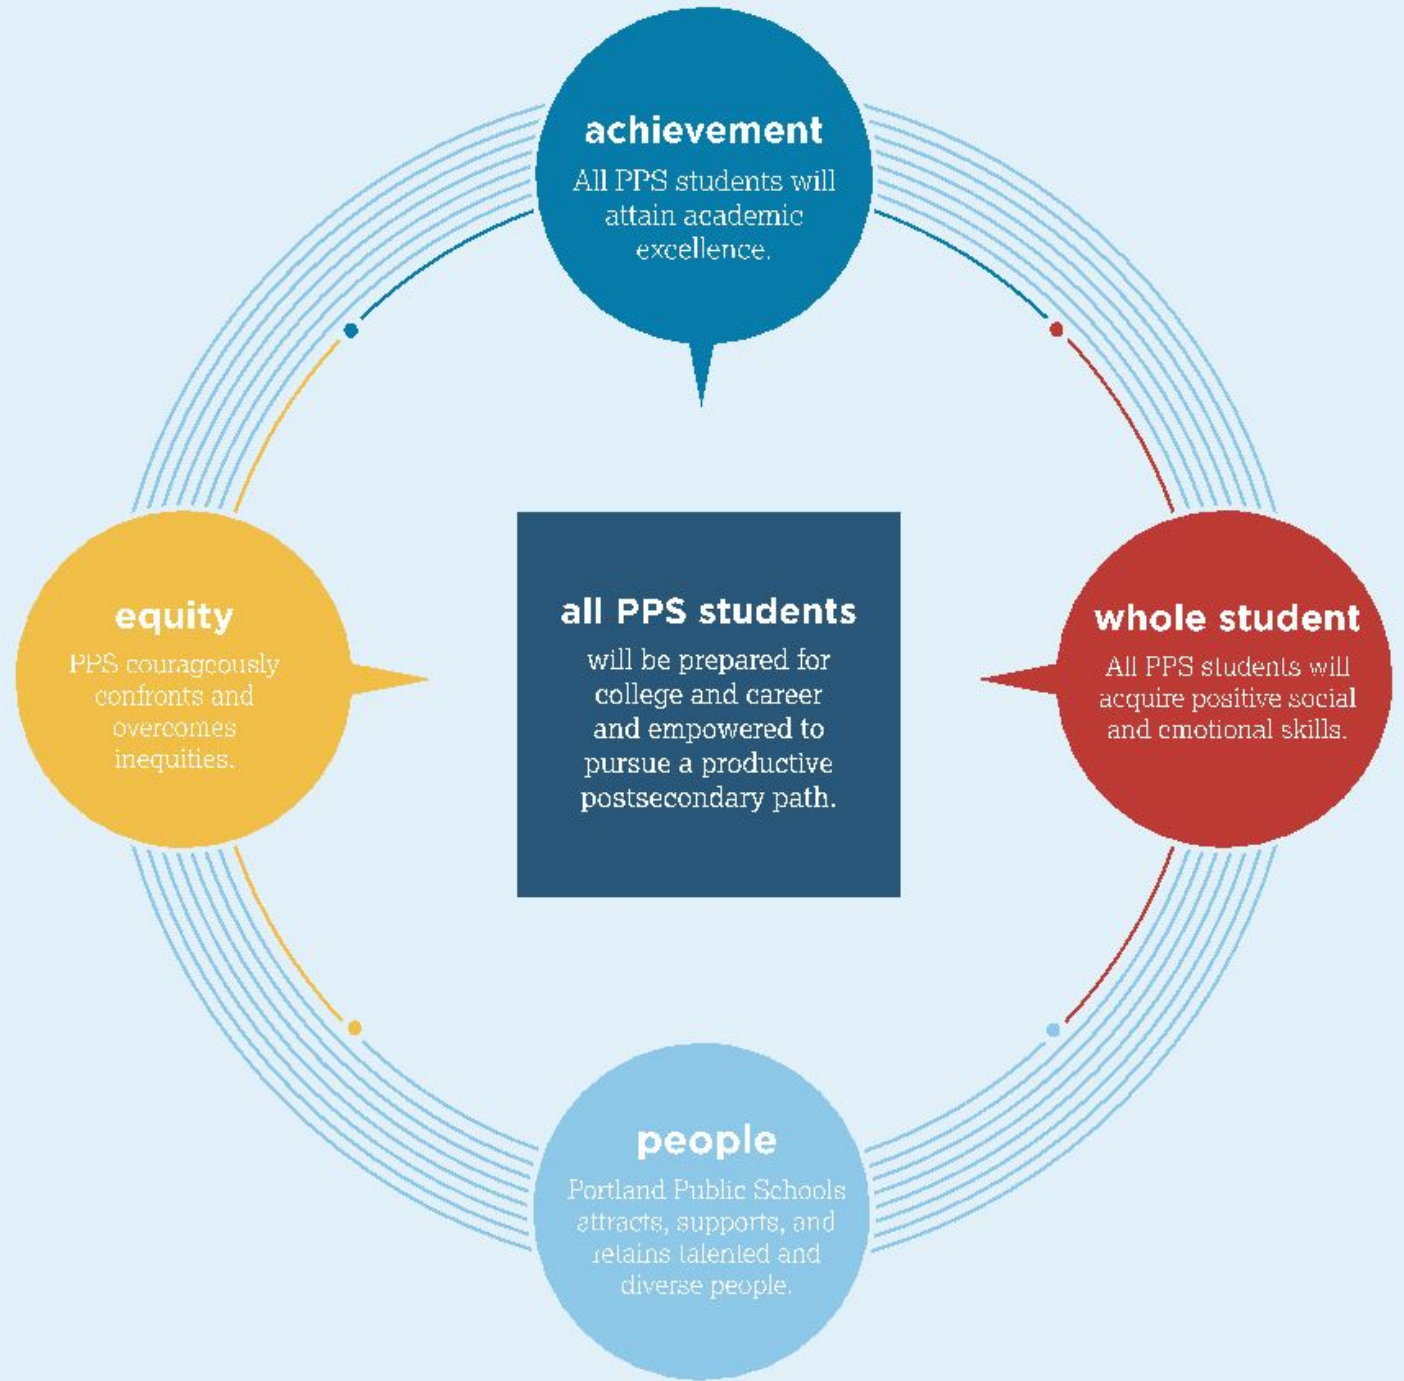 achievement
All PPS students will
attain academic
excellence.
equity
PPS courageously
confronts and
overcomes
inequities.
all PPS students
will be prepared for
college and career
and empowered to
pursue a productive
postsecondary path.
whole student
All PPS students will
acquire positive social
and emotional skills.
people
Portland Public Schools
attracts, supports, and
retains talented and
diverse people.